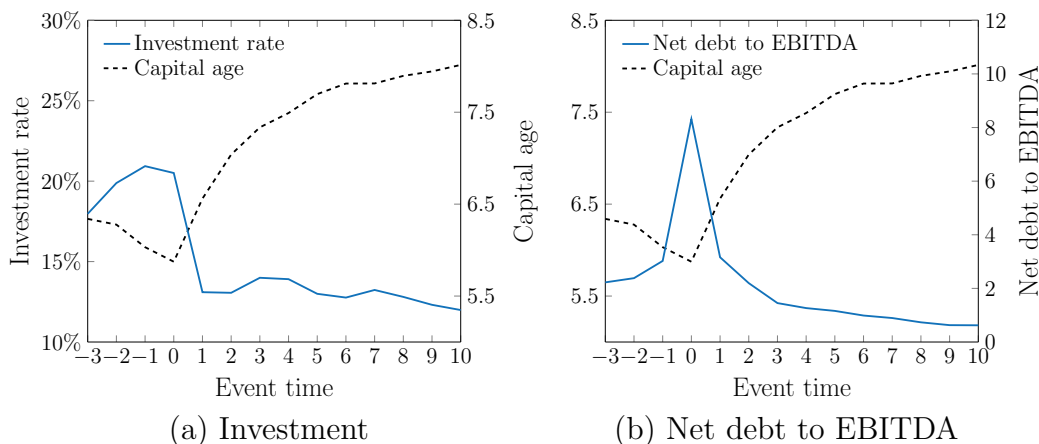 30%
25%
20%
15%
10%
Investment rate
Investment rate
Capital age
8.5
7.5
6.5
5.5
−3 −2 −1 0 1 2 3 4 5 6 7 8 9 10
Event time
(a) Investment
Capital age
8.5
7.5
6.5
5.5
Net debt to EBITDA
Capital age
12
10
8
6
4
2
0
Net debt to EBITDA
−3 −2 −1 0 1 2 3 4 5 6 7 8 9 10
Event time
(b) Net debt to EBITDA